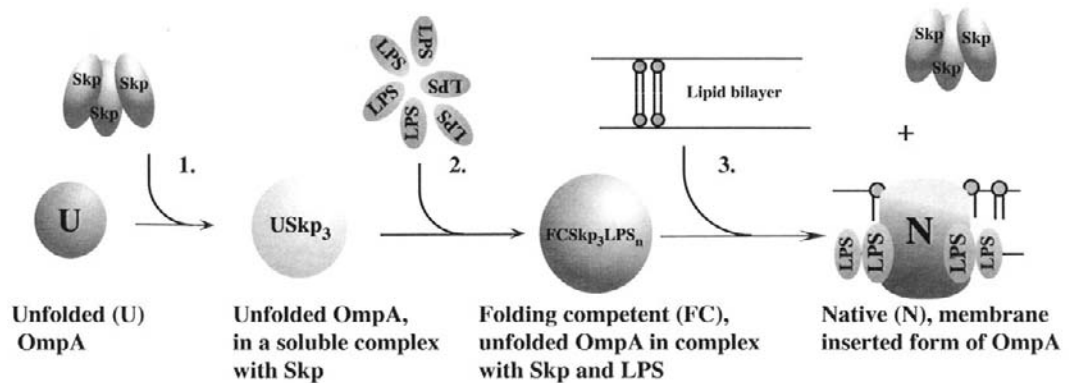 Skp
Skp
Skp
LPS
LPS
LPS
LPS
LPS
LPS
LPS
Lipid bilayer
Skp
Skp
Skp
+
1.
2.
3.
U
USkp₃
FCSkp₃LPSₙ
N
LPS
LPS
LPS
LPS
Unfolded (U)
OmpA
Unfolded OmpA,
in a soluble complex
with Skp
Folding competent (FC),
unfolded OmpA in complex
with Skp and LPS
Native (N), membrane
inserted form of OmpA